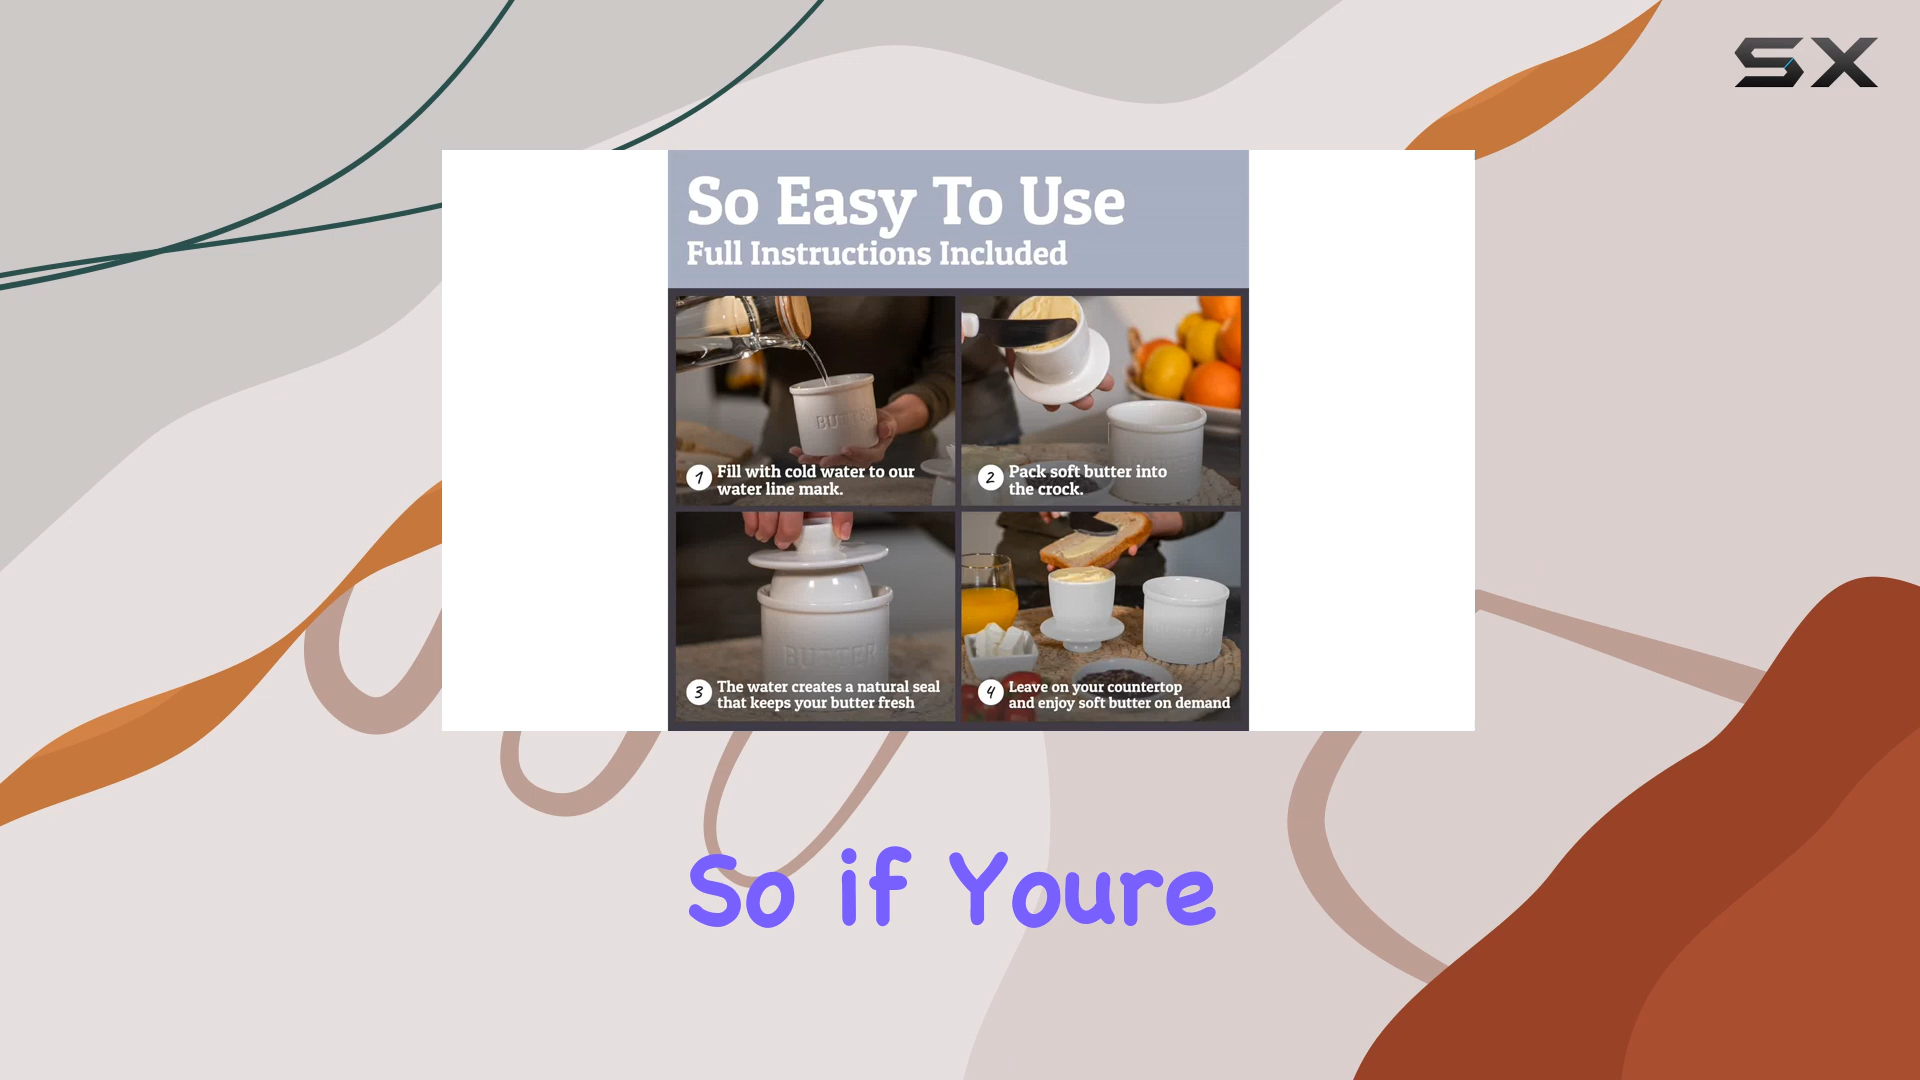 SX
So Easy To Use
Full Instructions Included
BUTTER
1 Fill with cold water to our
water line mark.
2 Pack soft butter into
the crock.
BUTTER
3 The water creates a natural seal
that keeps your butter fresh
4 Leave on your countertop
and enjoy soft butter on demand
So if Youre